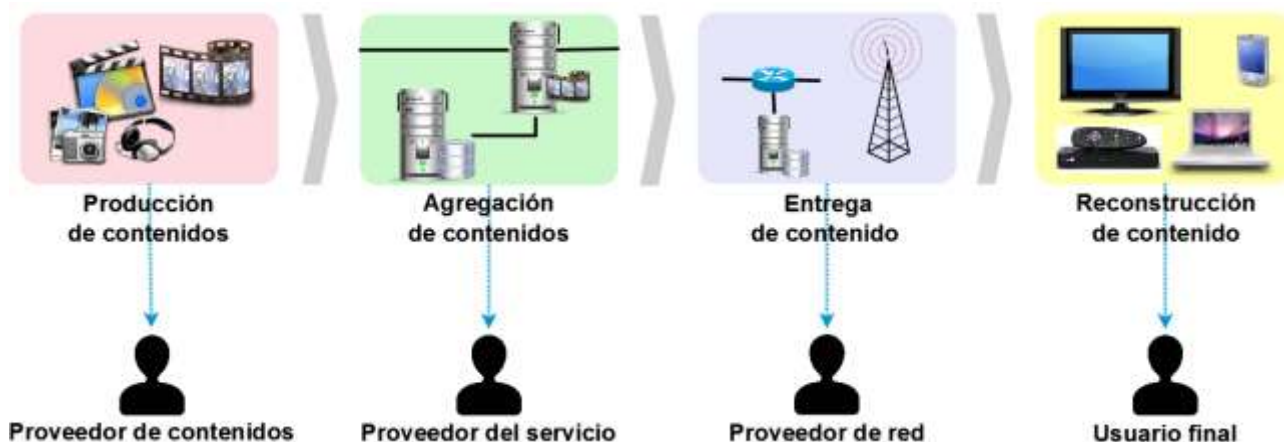 Producción
de contenidos
Agregación
de contenidos
Entrega
de contenido
Reconstrucción
de contenido
Proveedor de contenidos
Proveedor del servicio
Proveedor de red
Usuario final